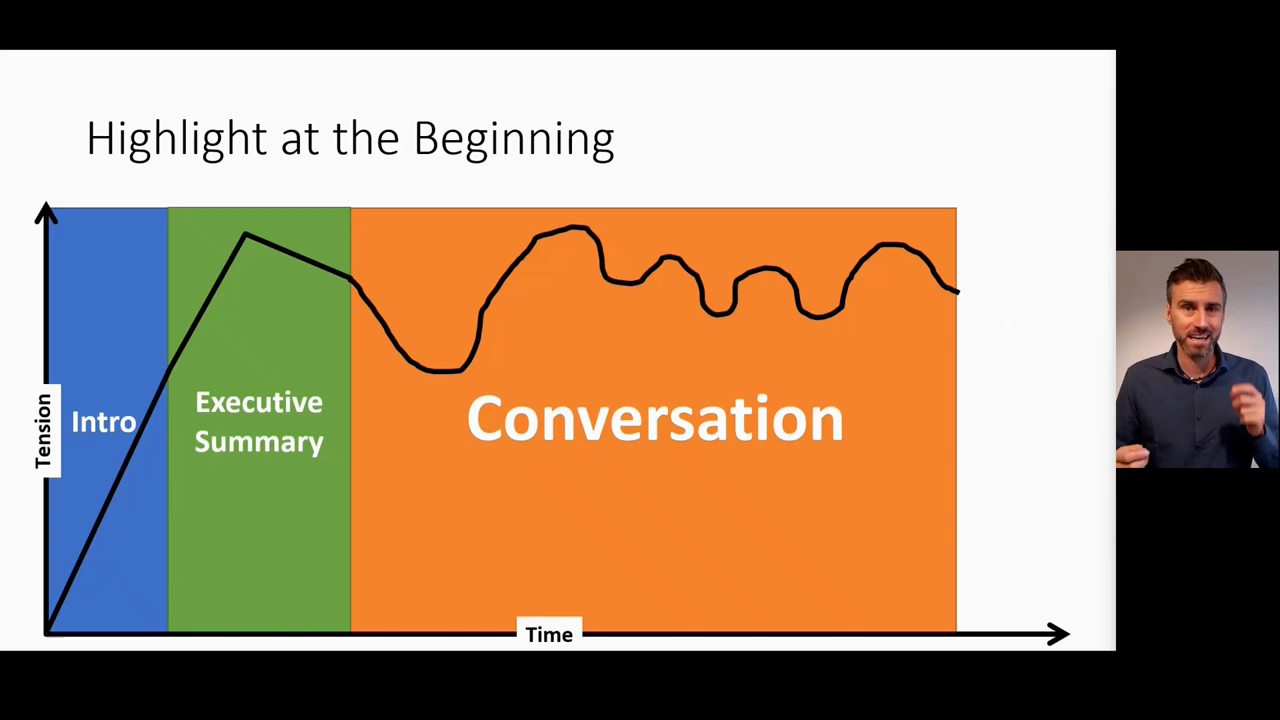 Highlight at the Beginning
Tension
Intro
Executive
Summary
Conversation
Time